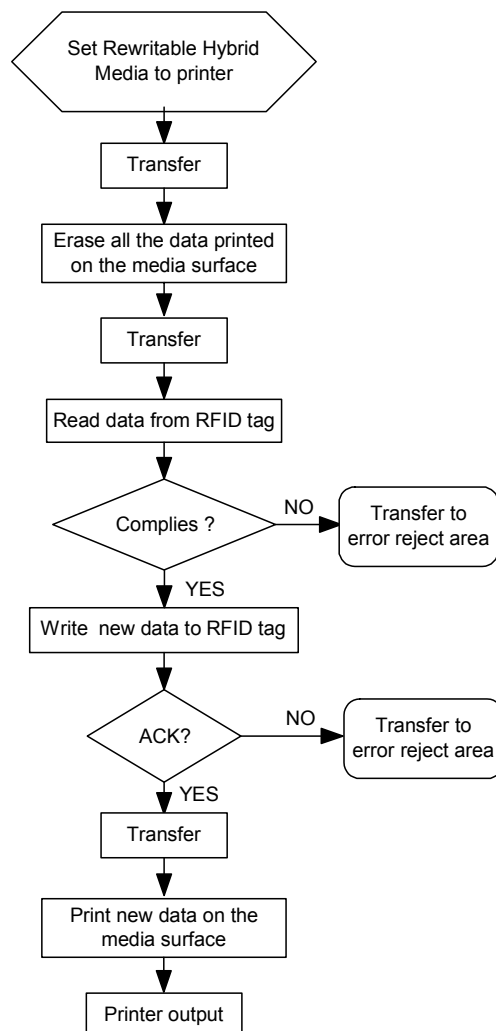 Set Rewritable Hybrid
Media to printer
Transfer
Erase all the data printed
on the media surface
Transfer
Read data from RFID tag
Complies ?
NO
Transfer to
error reject area
YES
Write new data to RFID tag
ACK?
NO
Transfer to
error reject area
YES
Transfer
Print new data on the
media surface
Printer output